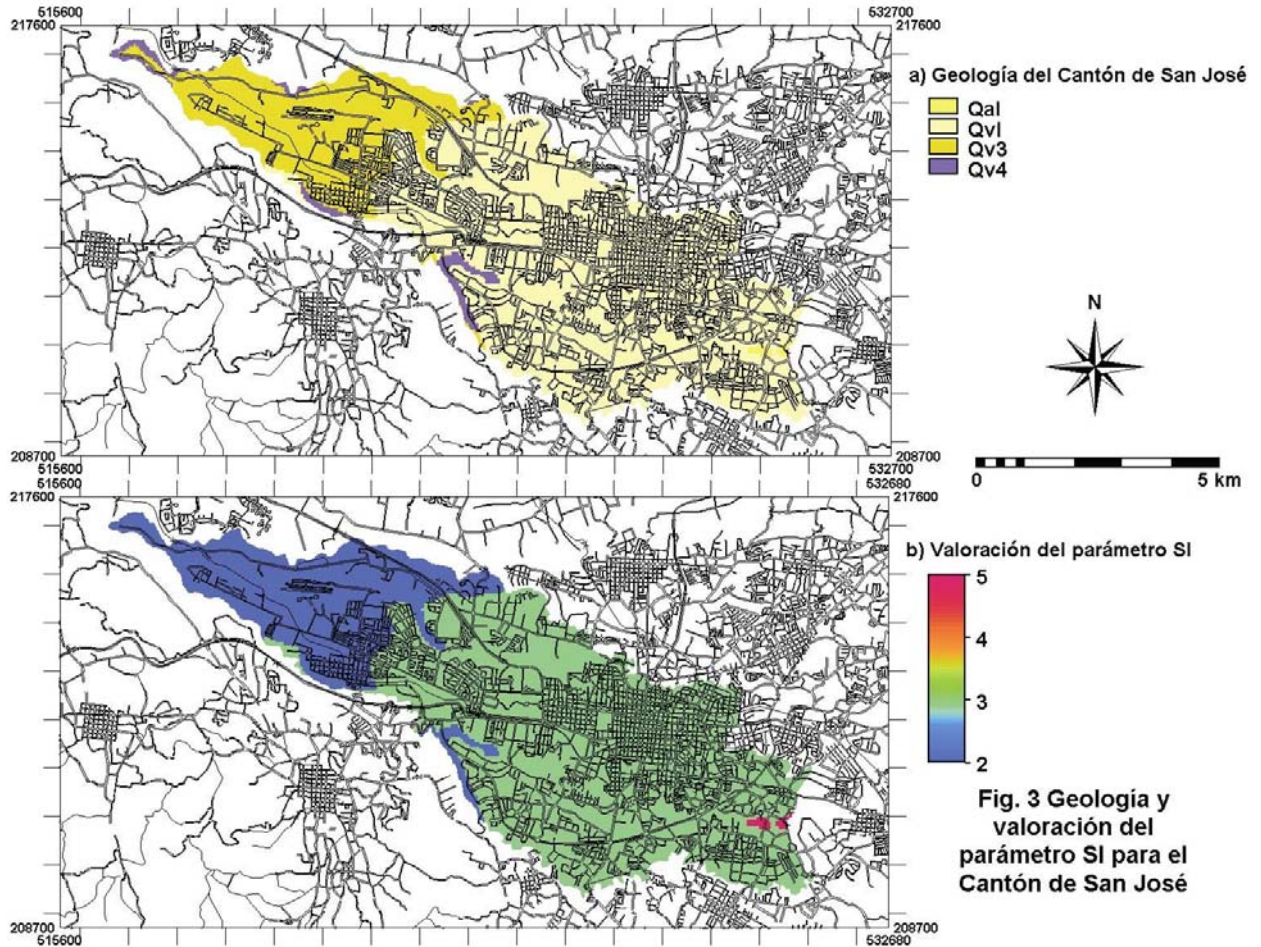 515600
532700
217600
217600
a) Geología del Cantón de San José
Qal
Qvl
Qv3
Qv4
N
208700
208700
515600
532700
0
5 km
515600
532680
217600
217600
b) Valoración del parámetro SI
5
4
3
2
Fig. 3 Geología y
valoración del
parámetro SI para el
Cantón de San José
208700
208700
515600
532680